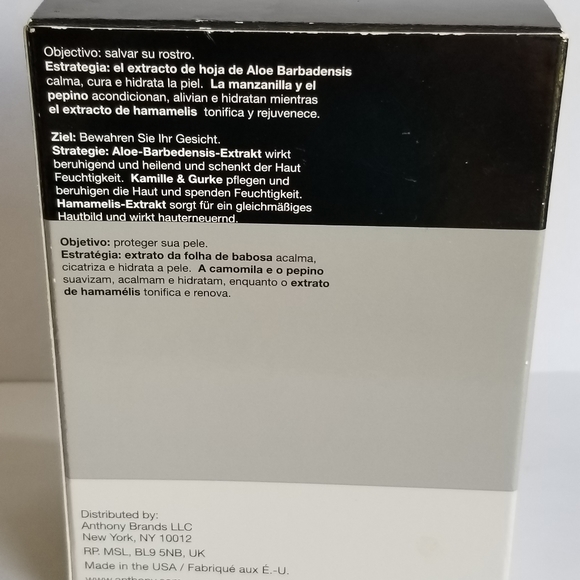 Objectivo: salvar su rostro.
Estrategia: el extracto de hoja de Aloe Barbadensis
calma, cura e hidrata la piel. La manzanilla y el
pepino acondicionan, alivian e hidratan mientras
el extracto de hamamelis tonifica y rejuvenece.
Ziel: Bewahren Sie Ihr Gesicht.
Strategie: Aloe-Barbedensis-Extrakt wirkt
beruhigend und heilend und schenkt der Haut
Feuchtigkeit. Kamille & Gurke pflegen und
beruhigen die Haut und spenden Feuchtigkeit.
Hamamelis-Extrakt sorgt für ein gleichmäßiges
Hautbild und wirkt hauterneuernd.
Objetivo: proteger sua pele.
Estratégia: extrato da folha de babosa acalma,
cicatriza e hidrata a pele. A camomila e o pepino
suavizam, acalmam e hidratam, enquanto o extrato
de hamamélis tonifica e renova.
Distributed by:
Anthony Brands LLC
New York, NY 10012
RP. MSL, BL9 5NB, UK
Made in the USA / Fabriqué aux É.-U.
www.anthony.com